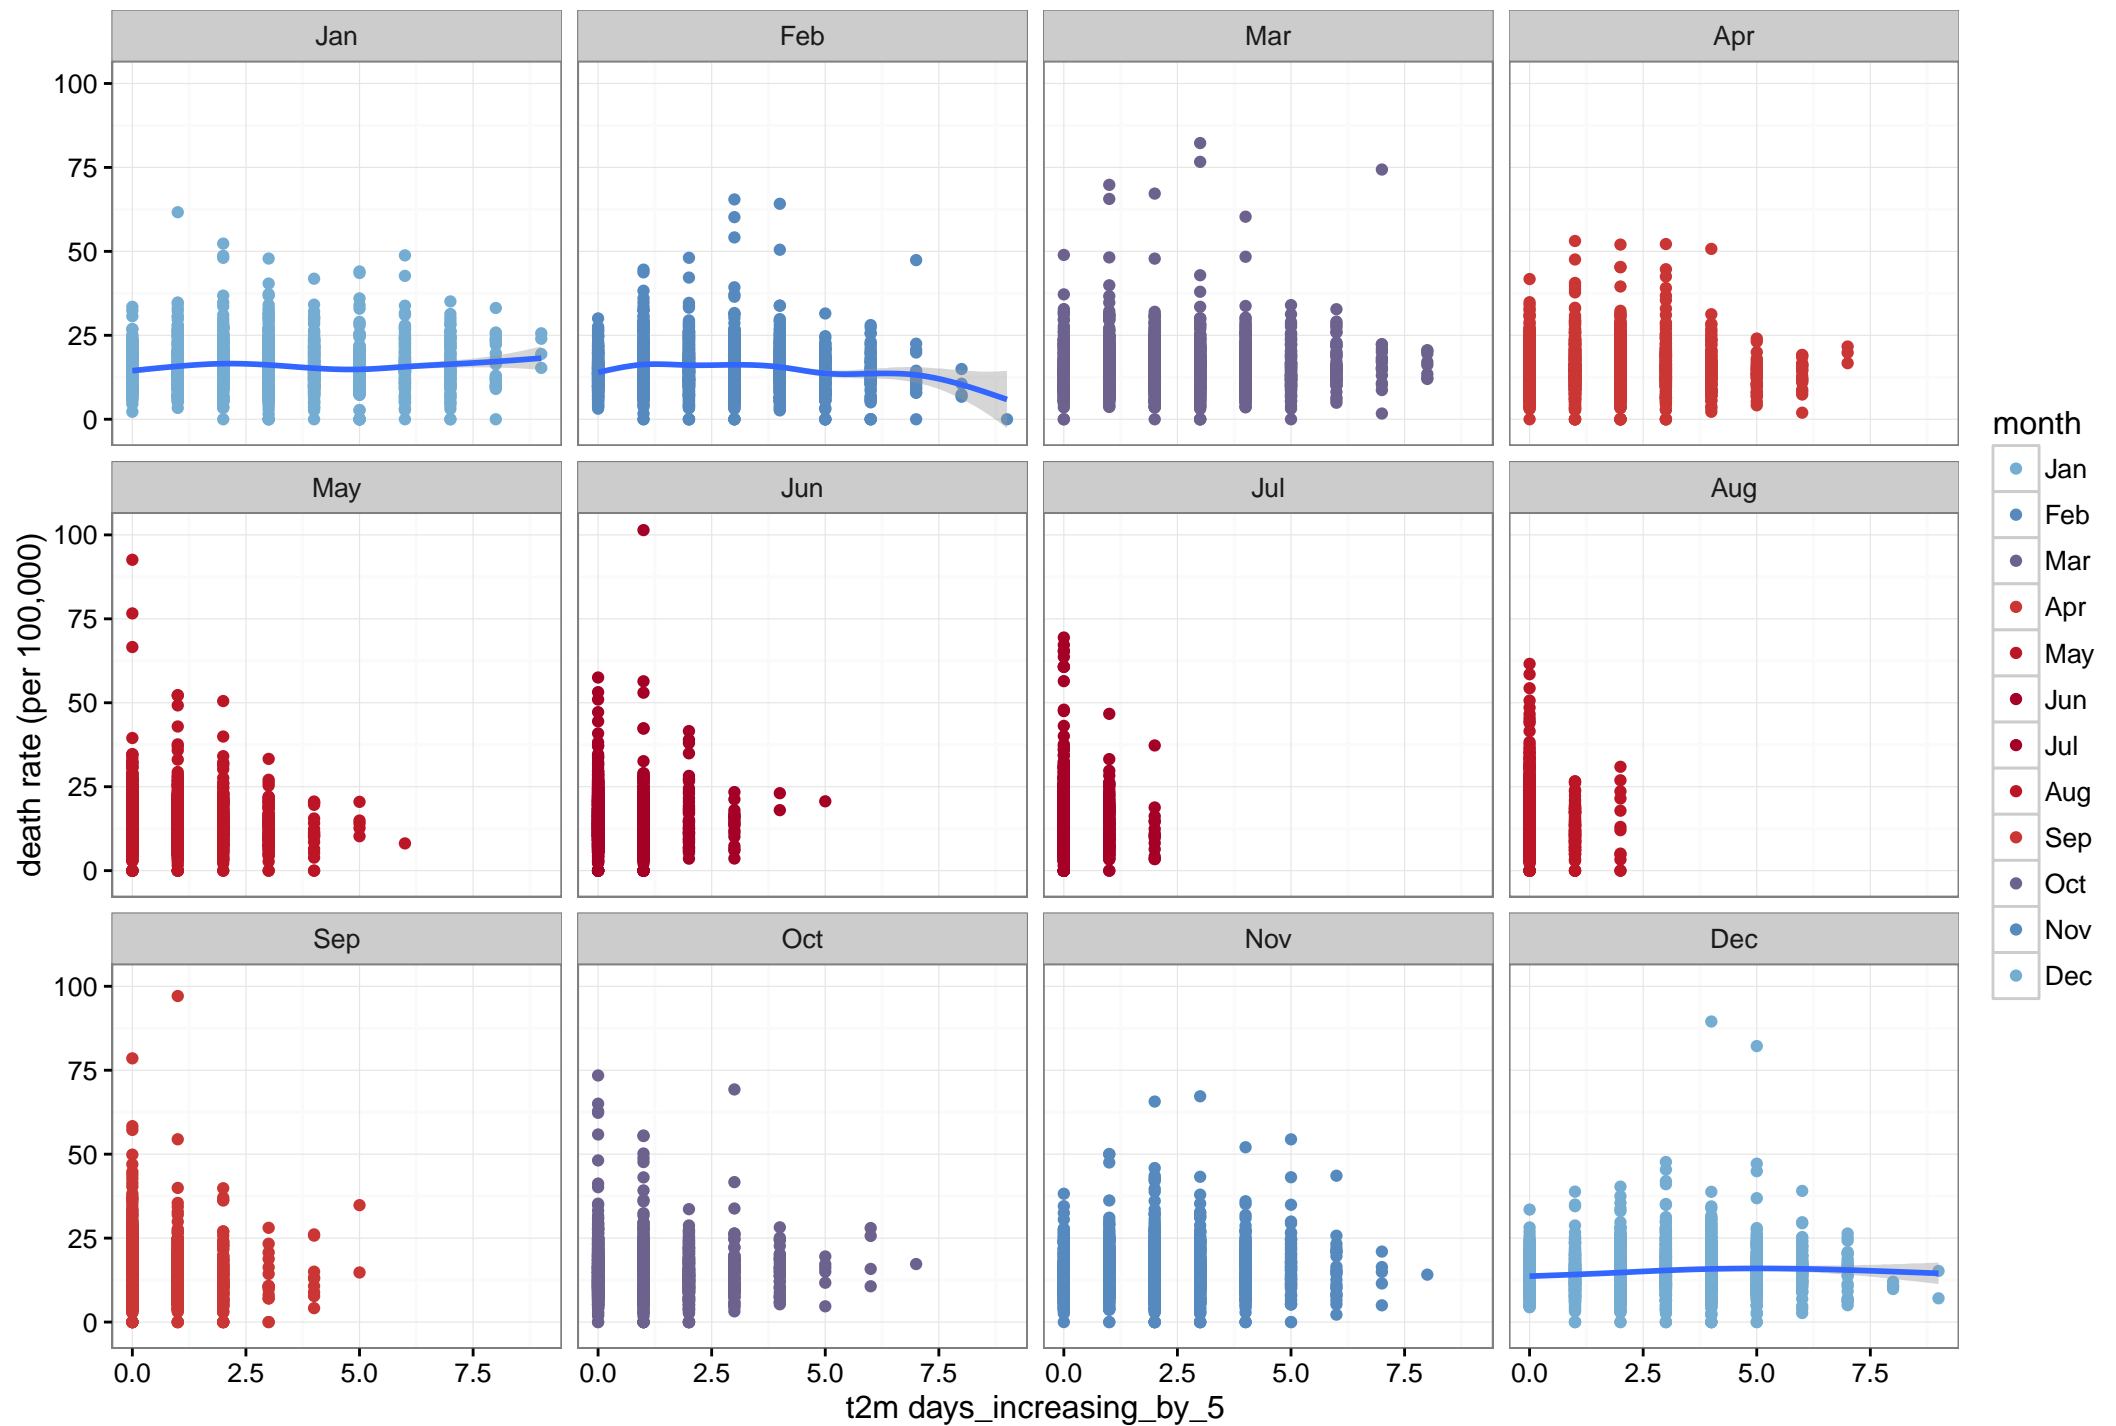 Jan Feb Mar Apr
100
75
50
25
0
May Jun Jul Aug
100
75
50
25
0
Sep Oct Nov Dec
100
75
50
25
0
0.0 2.5 5.0 7.5 0.0 2.5 5.0 7.5 0.0 2.5 5.0 7.5 0.0 2.5 5.0 7.5
t2m days_increasing_by_5
death rate (per 100,000)
month
Jan
Feb
Mar
Apr
May
Jun
Jul
Aug
Sep
Oct
Nov
Dec